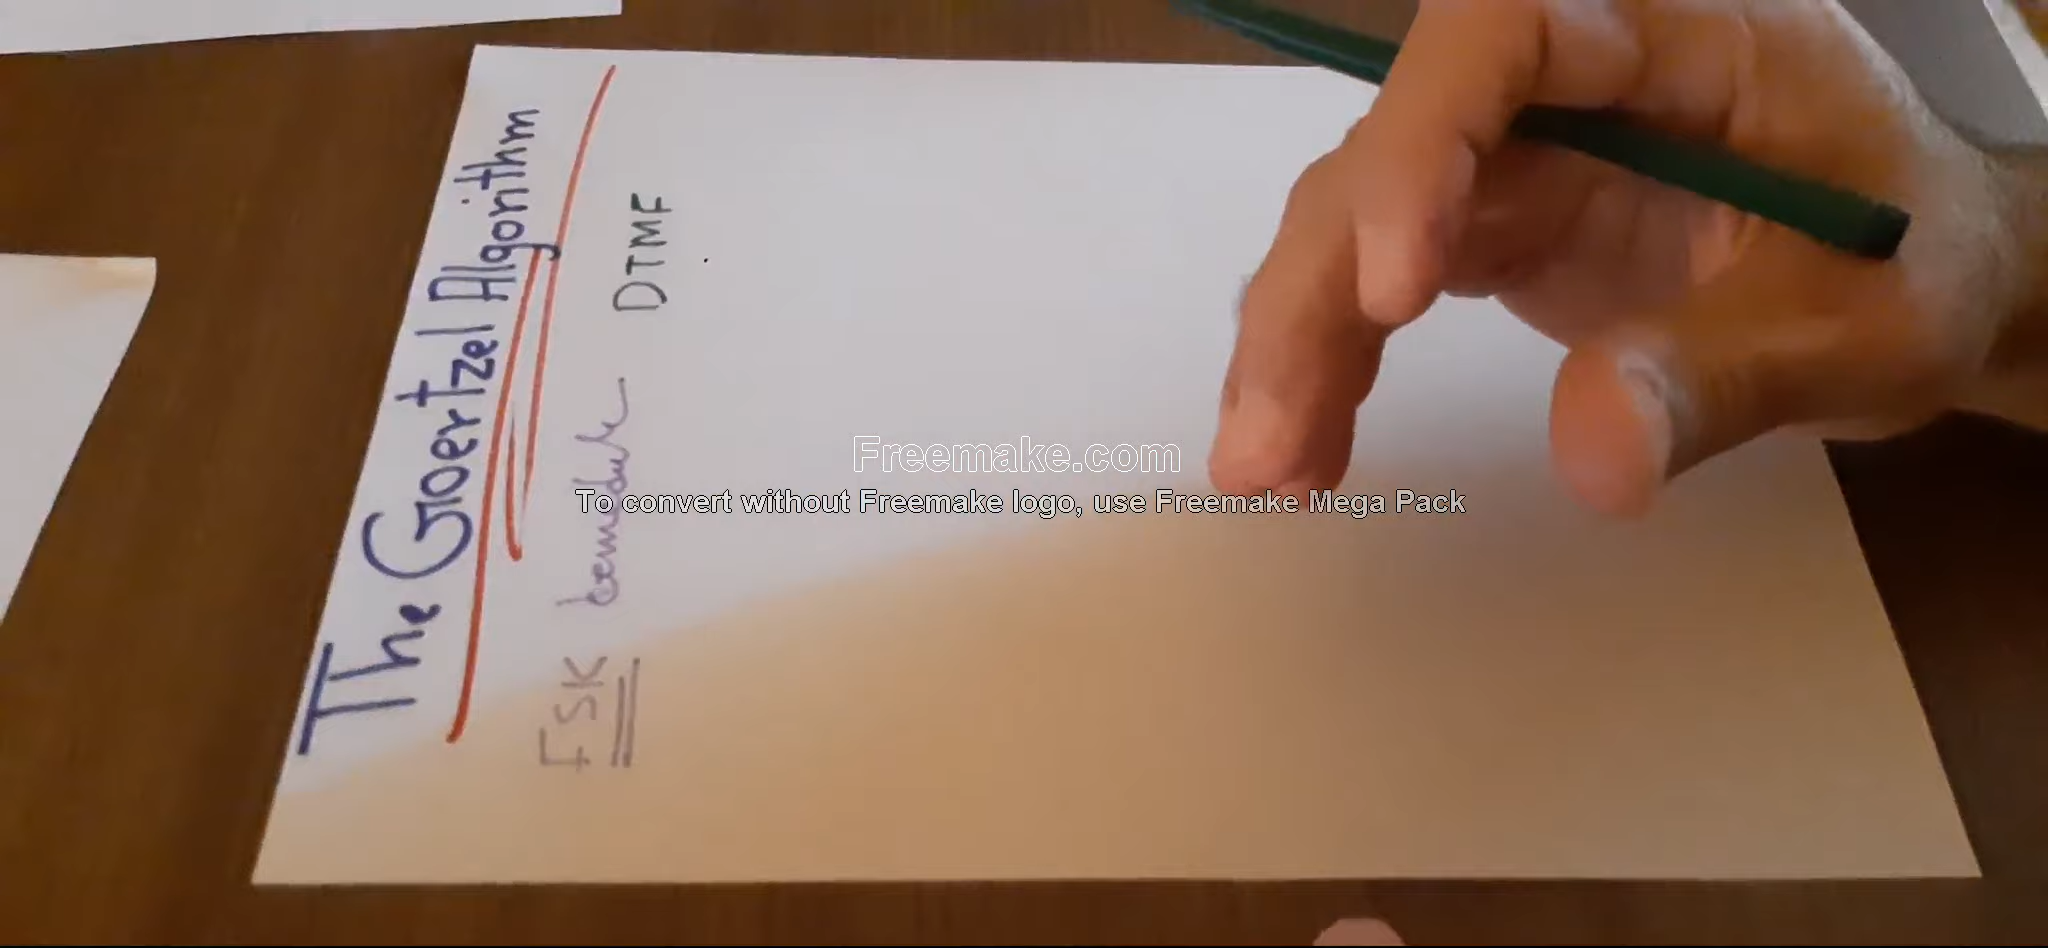 The Goertzel Algorithm
FSK DTMF
Freemake.com
To convert without Freemake logo, use Freemake Mega Pack